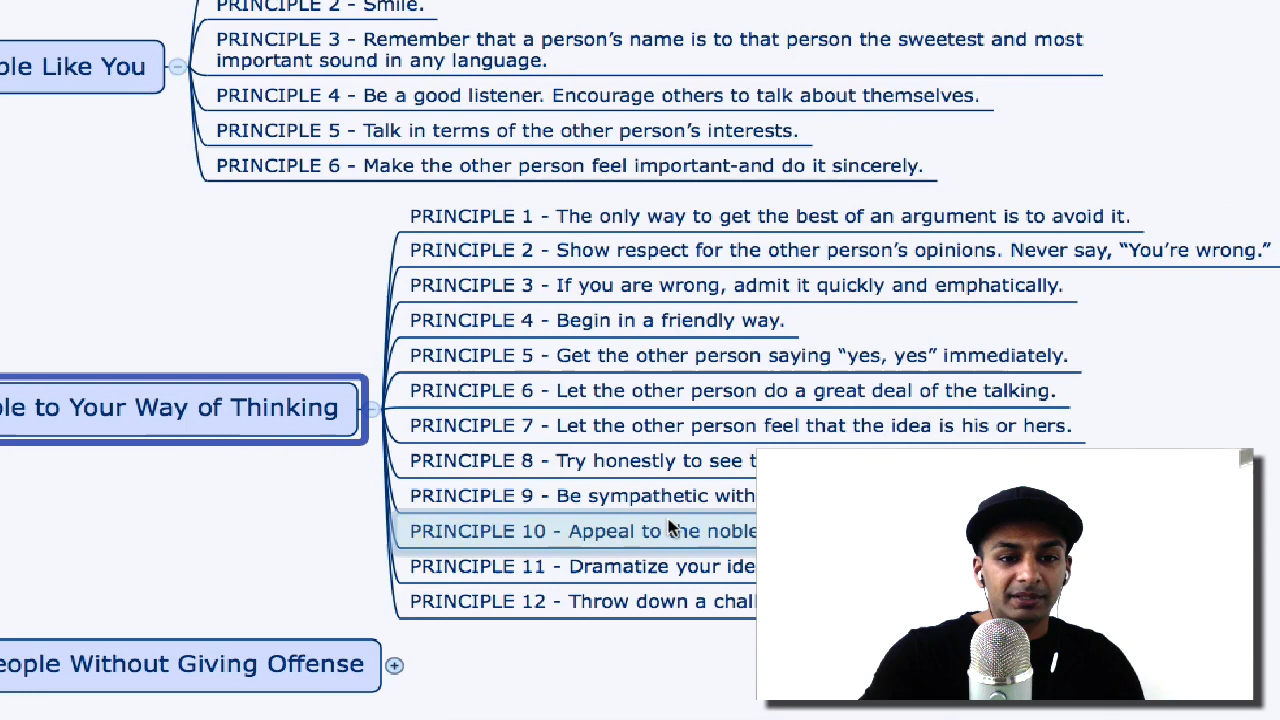 PRINCIPLE 2 - Smile.
PRINCIPLE 3 - Remember that a person’s name is to that person the sweetest and most
important sound in any language.
ple Like You
PRINCIPLE 4 - Be a good listener. Encourage others to talk about themselves.
PRINCIPLE 5 - Talk in terms of the other person’s interests.
PRINCIPLE 6 - Make the other person feel important-and do it sincerely.
PRINCIPLE 1 - The only way to get the best of an argument is to avoid it.
PRINCIPLE 2 - Show respect for the other person’s opinions. Never say, “You’re wrong.”
PRINCIPLE 3 - If you are wrong, admit it quickly and emphatically.
PRINCIPLE 4 - Begin in a friendly way.
PRINCIPLE 5 - Get the other person saying “yes, yes” immediately.
PRINCIPLE 6 - Let the other person do a great deal of the talking.
ple to Your Way of Thinking
PRINCIPLE 7 - Let the other person feel that the idea is his or hers.
PRINCIPLE 8 - Try honestly to see t
PRINCIPLE 9 - Be sympathetic with
PRINCIPLE 10 - Appeal to the noble
PRINCIPLE 11 - Dramatize your ide
PRINCIPLE 12 - Throw down a chal
eople Without Giving Offense